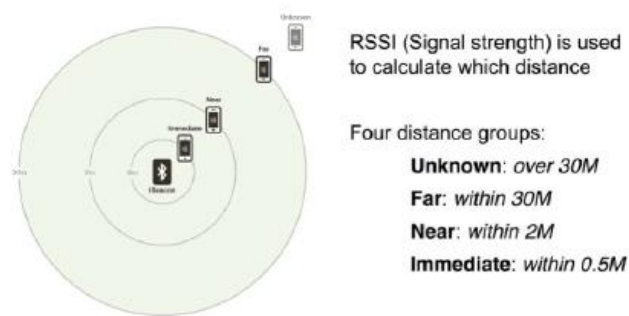 Unknown
Far
Near
Immediate
iBeacon
RSSI (Signal strength) is used
to calculate which distance
Four distance groups:
Unknown: over 30M
Far: within 30M
Near: within 2M
Immediate: within 0.5M